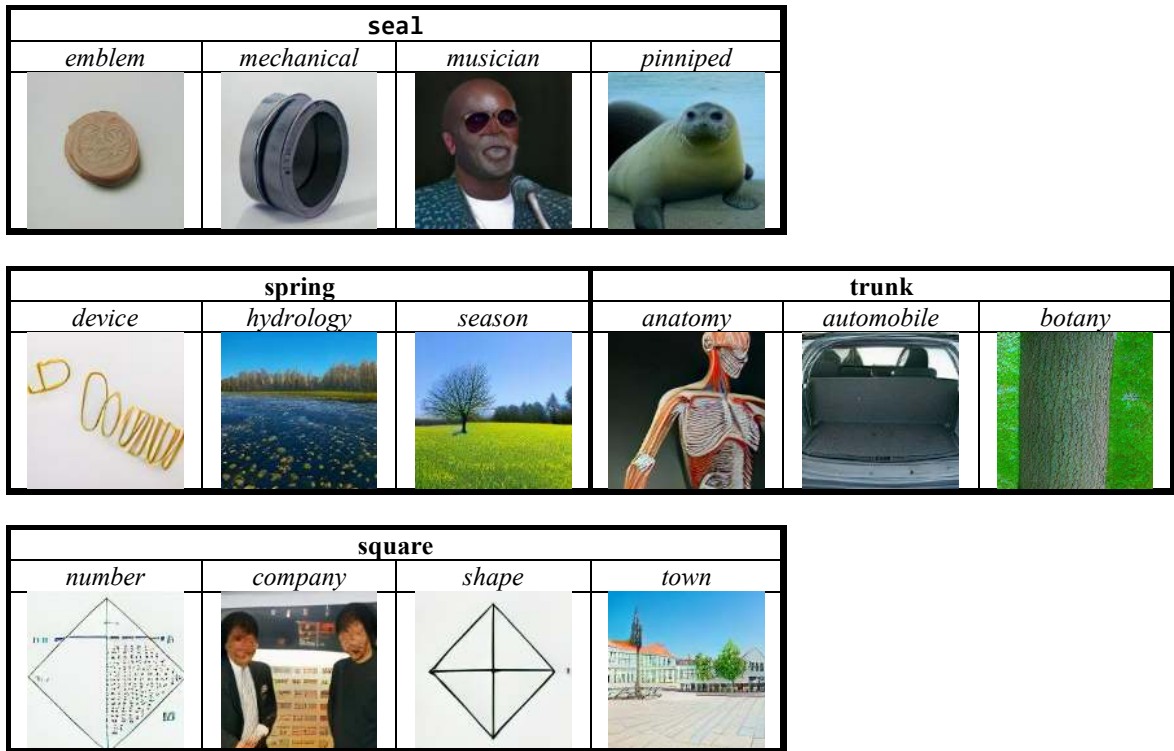 seal
emblem mechanical musician pinniped
spring trunk
device hydrology season anatomy automobile botany
square
number company shape town